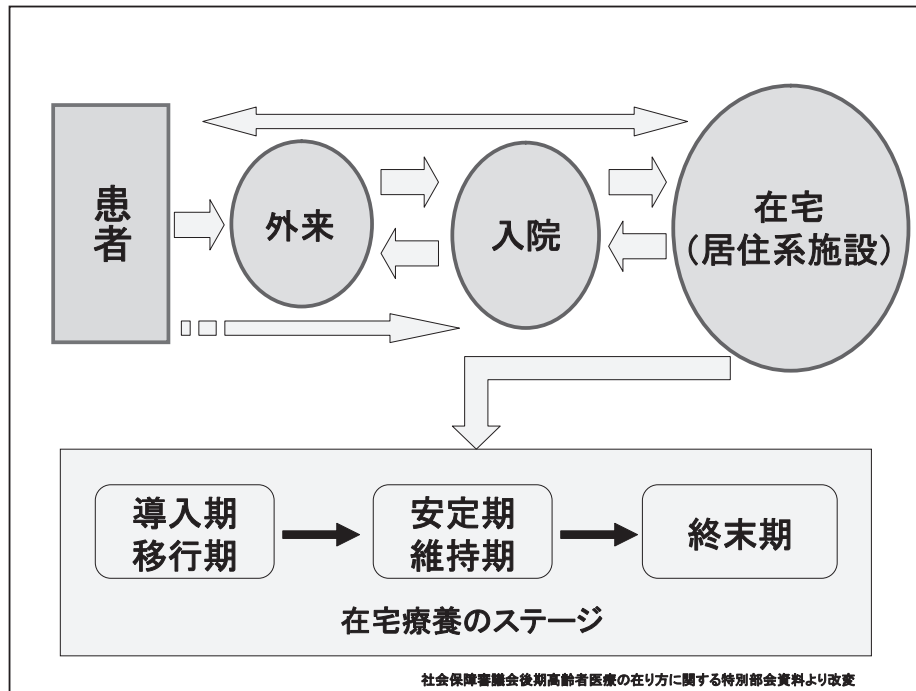 患者
外来
入院
在宅
（居住系施設）
導入期
移行期
安定期
維持期
終末期
在宅療養のステージ
社会保障審議会後期高齢者医療の在り方に関する特別部会資料より改変